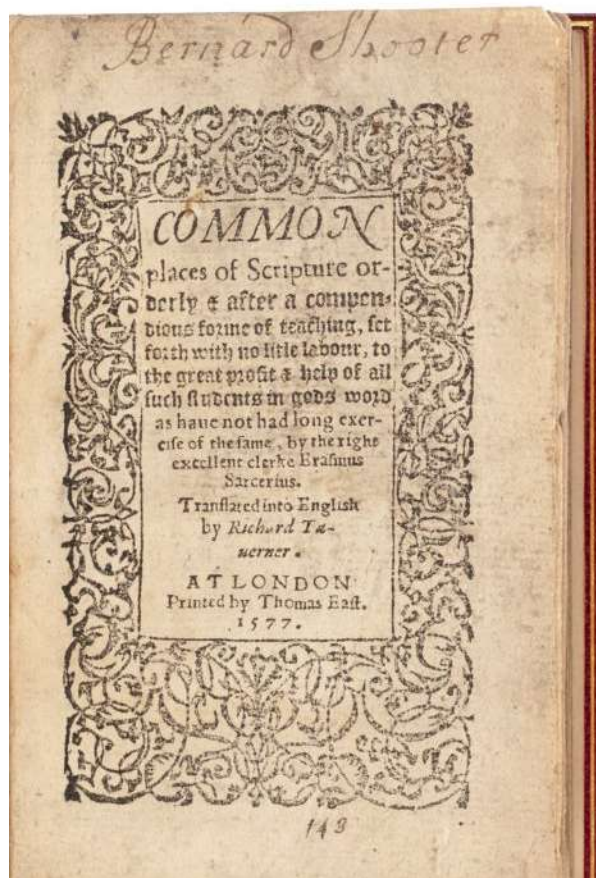 Bernard Shooter
COMMON
places of Scripture or-
derly & after a compen-
dious forme of teaching, set
forth with no litle labour, to
the great profit & help of all
such students in gods word
as haue not had long exer-
cise of the same, by the right
excellent clerke Erasmus
Sarcerius.
Translated into English
by Richard Ta-
uerner.
AT LONDON
Printed by Thomas East.
1577.
143